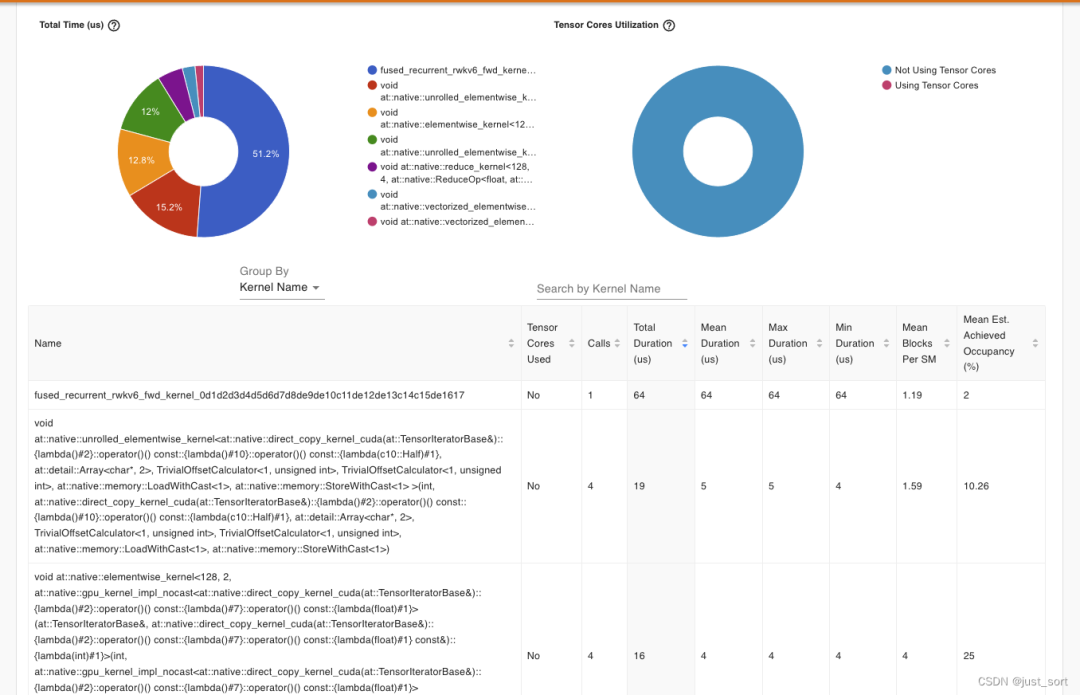 Total Time (us) ?
Tensor Cores Utilization ?
51.2%
15.2%
12.8%
12%
fused_recurrent_rwkv6_fwd_kerne…
void
at::native::unrolled_elementwise_k…
void
at::native::elementwise_kernel<12…
void
at::native::unrolled_elementwise_k…
void at::native::reduce_kernel<128,
4, at::native::ReduceOp<float, at::…
void
at::native::vectorized_elementwise…
void at::native::vectorized_elemen…
Not Using Tensor Cores
Using Tensor Cores
Group By
Kernel Name
Search by Kernel Name
Name
Tensor
Cores
Used
Calls
Total
Duration
(us)
Mean
Duration
(us)
Max
Duration
(us)
Min
Duration
(us)
Mean
Blocks
Per SM
Mean Est.
Achieved
Occupancy
(%)
fused_recurrent_rwkv6_fwd_kernel_0d1d2d3d4d5d6d7d8de9de10c11de12de13c14c15de1617
No
1
64
64
64
64
1.19
2
void
at::native::unrolled_elementwise_kernel<at::native::direct_copy_kernel_cuda(at::TensorIteratorBase&)::
{lambda()#2}::operator()() const::{lambda()#10}::operator()() const::{lambda(c10::Half)#1},
at::detail::Array<char*, 2>, TrivialOffsetCalculator<1, unsigned int>, TrivialOffsetCalculator<1, unsigned
int>, at::native::memory::LoadWithCast<1>, at::native::memory::StoreWithCast<1> >(int,
at::native::direct_copy_kernel_cuda(at::TensorIteratorBase&)::{lambda()#2}::operator()() const::
{lambda()#10}::operator()() const::{lambda(c10::Half)#1}, at::detail::Array<char*, 2>,
TrivialOffsetCalculator<1, unsigned int>, TrivialOffsetCalculator<1, unsigned int>,
at::native::memory::LoadWithCast<1>, at::native::memory::StoreWithCast<1>)
No
4
19
5
5
4
1.59
10.26
void at::native::elementwise_kernel<128, 2,
at::native::gpu_kernel_impl_nocast<at::native::direct_copy_kernel_cuda(at::TensorIteratorBase&)::
{lambda()#2}::operator()() const::{lambda()#7}::operator()() const::{lambda(float)#1}>
(at::TensorIteratorBase&, at::native::direct_copy_kernel_cuda(at::TensorIteratorBase&)::
{lambda()#2}::operator()() const::{lambda()#7}::operator()() const::{lambda(float)#1} const&)::
{lambda(int)#1}>(int,
at::native::gpu_kernel_impl_nocast<at::native::direct_copy_kernel_cuda(at::TensorIteratorBase&)::
{lambda()#2}::operator()() const::{lambda()#7}::operator()() const::{lambda(float)#1}>
No
4
16
4
4
4
4
25
CSDN @just_sort